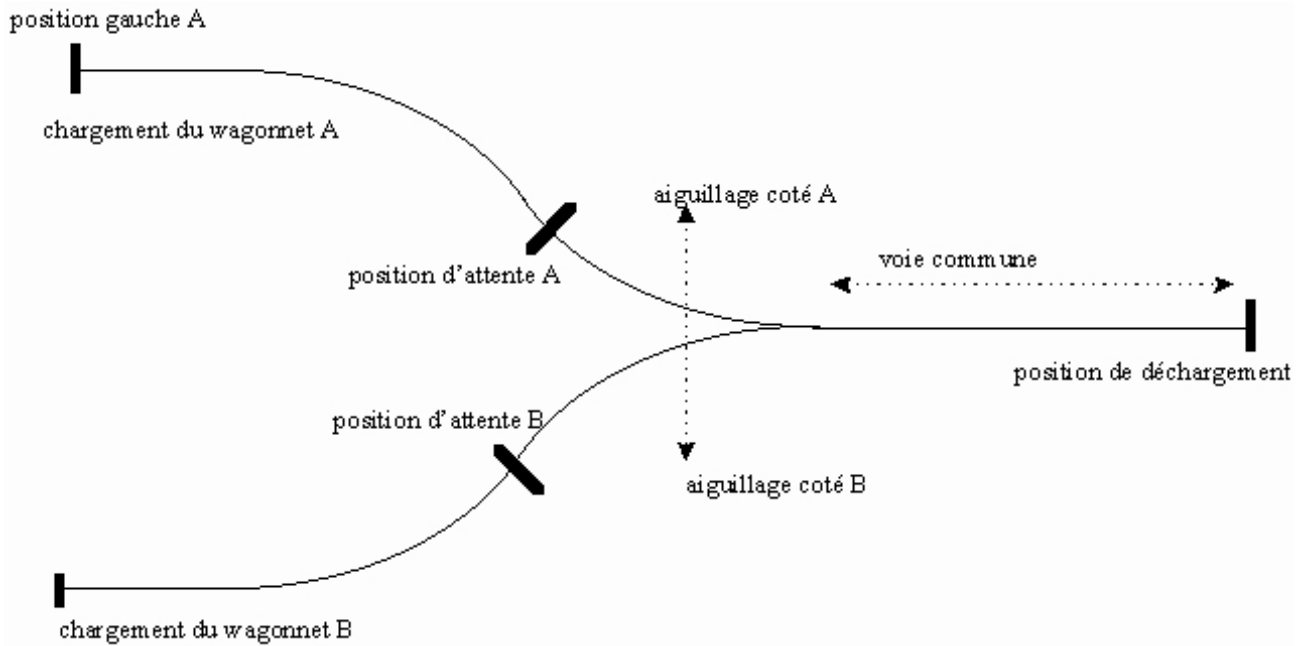 position gauche A
chargement du wagonnet A
aiguillage coté A
position d'attente A
voie commune
position de déchargement
position d'attente B
aiguillage coté B
chargement du wagonnet B